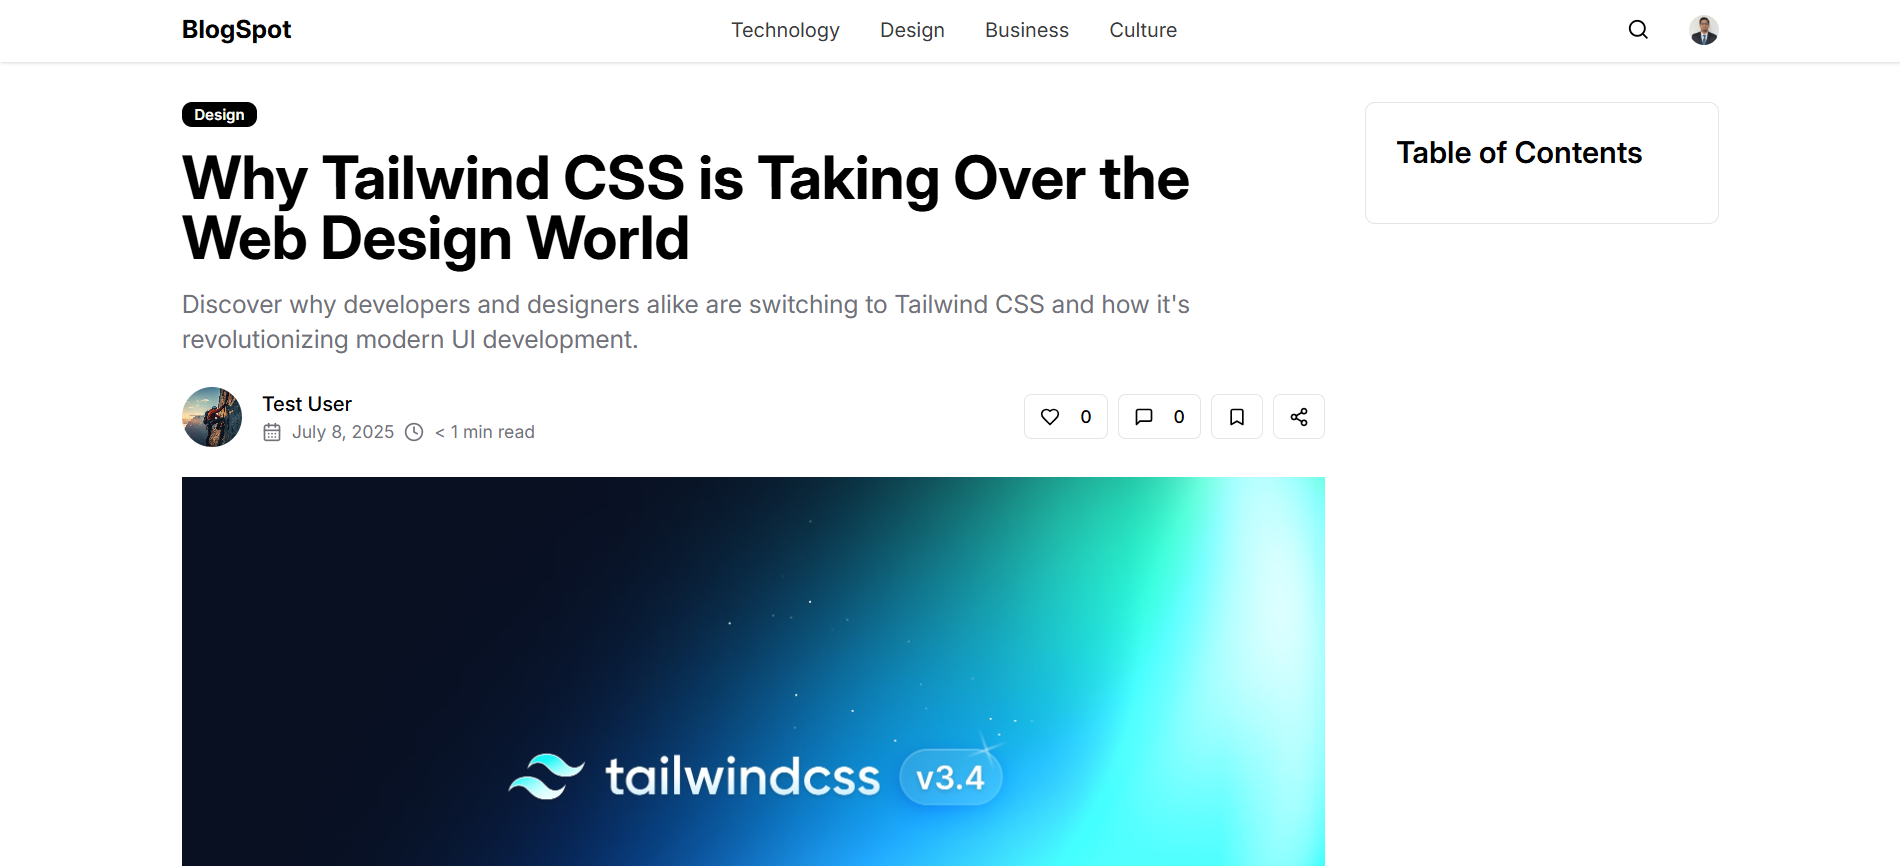 BlogSpot
Technology
Design
Business
Culture
Design
Why Tailwind CSS is Taking Over the
Web Design World
Discover why developers and designers alike are switching to Tailwind CSS and how it's
revolutionizing modern UI development.
Test User
July 8, 2025 < 1 min read
0
0
tailwindcss v3.4
Table of Contents